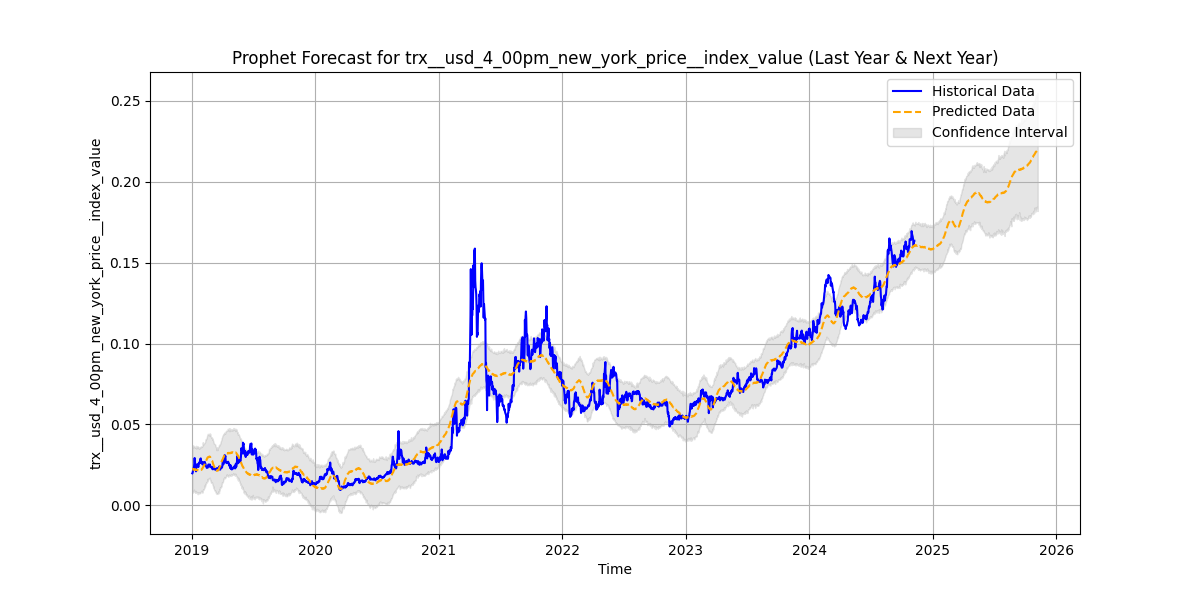 Prophet Forecast for trx__usd_4_00pm_new_york_price__index_value (Last Year & Next Year)
Historical Data
Predicted Data
Confidence Interval
trx__usd_4_00pm_new_york_price__index_value
0.25
0.20
0.15
0.10
0.05
0.00
2019 2020 2021 2022 2023 2024 2025 2026
Time